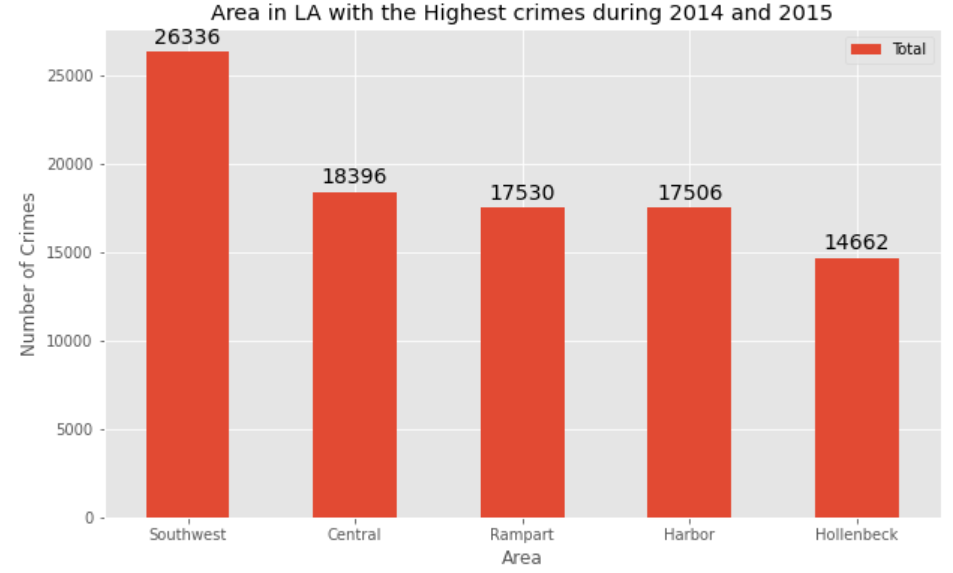 Area in LA with the Highest crimes during 2014 and 2015
26336
Total
25000
18396
20000
17530
17506
14662
15000
10000
5000
0
Number of Crimes
Southwest
Central
Rampart
Harbor
Hollenbeck
Area